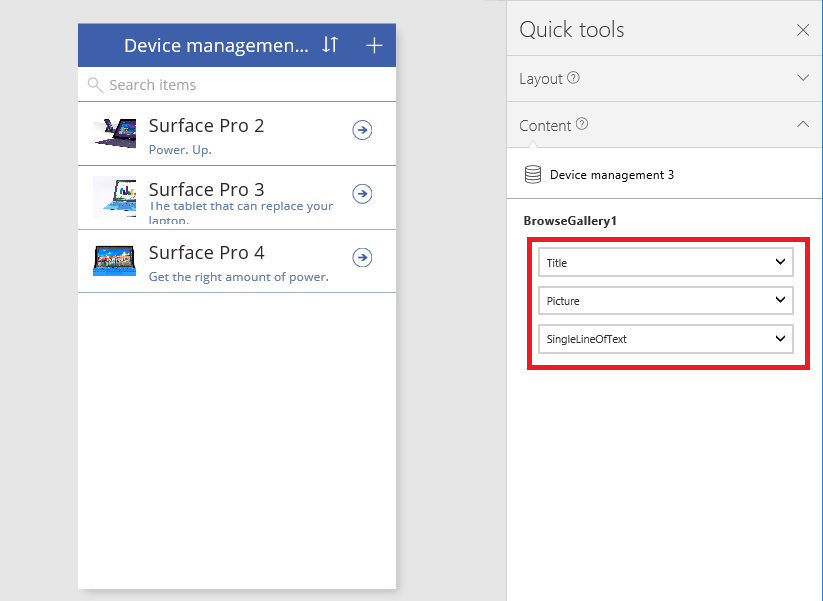 Device managemen...
Search items
Surface Pro 2
Power. Up.
Surface Pro 3
The tablet that can replace your
laptop.
Surface Pro 4
Get the right amount of power.
Quick tools
Layout ?
Content ?
Device management 3
BrowseGallery1
Title
Picture
SingleLineOfText